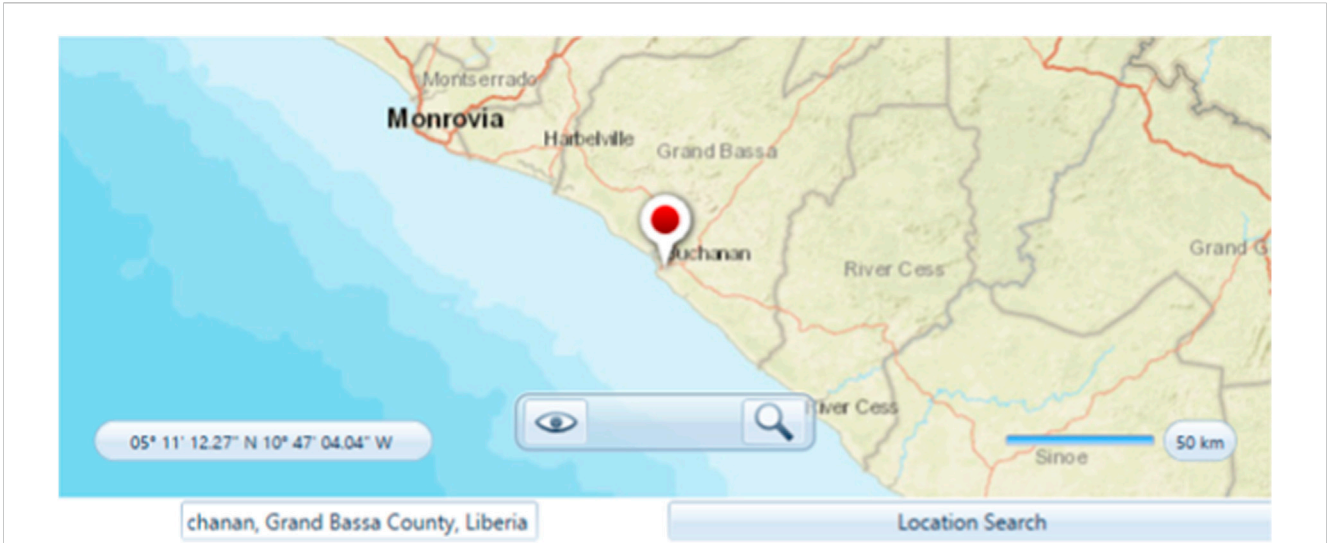 Montserrado
Monrovia
Harbelville
Grand Bassa
uchanan
Grand G
River Cess
iver Cess
05° 11' 12.27" N 10° 47' 04.04" W
50 km
Sinoe
chanan, Grand Bassa County, Liberia
Location Search